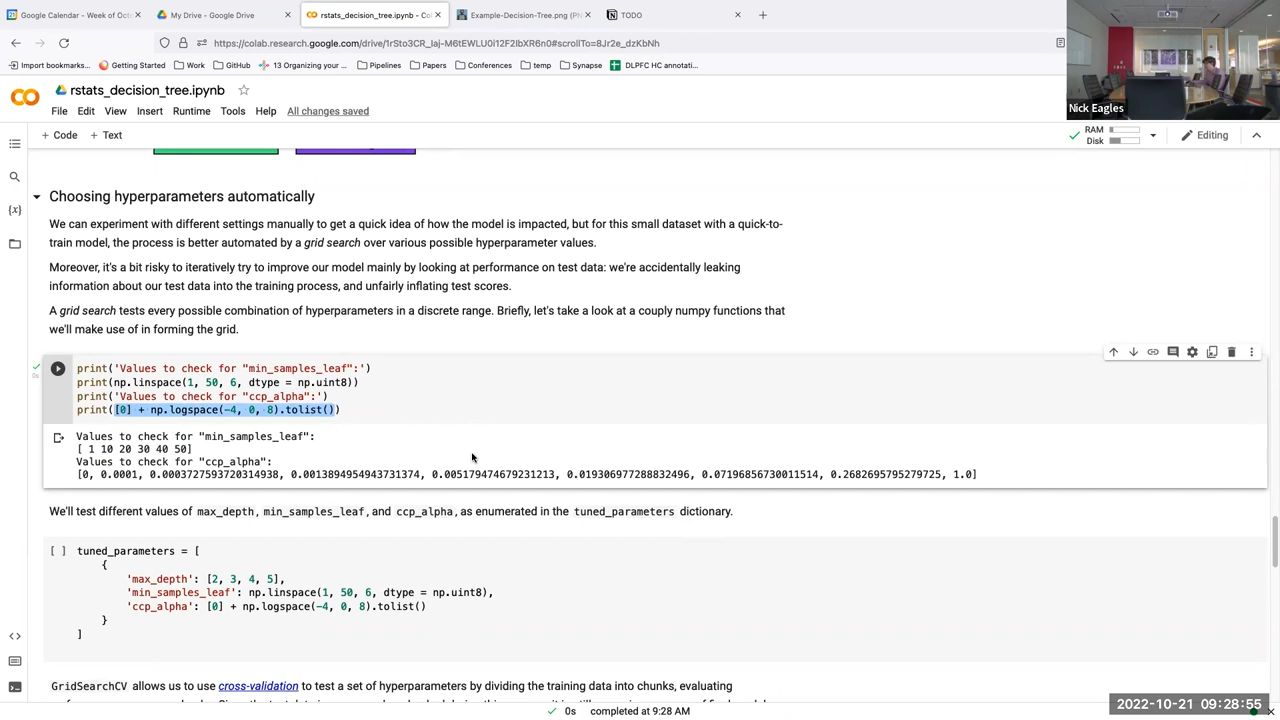 Google Calendar - Week of Octo
My Drive - Google Drive
rstats_decision_tree.ipynb - Co
Example-Decision-Tree.png (PN
TODO
https://colab.research.google.com/drive/1rSto3CR_laj-M6tEWLU0i12F2IbXR6n0#scrollTo=8Jr2e_dzKbNh
Import bookmarks...
Getting Started
Work
GitHub
13 Organizing your ...
Pipelines
Papers
Conferences
temp
Synapse
DLPFC HC annotati...
Nick Eagles
rstats_decision_tree.ipynb
File Edit View Insert Runtime Tools Help All changes saved
+ Code + Text
RAM
Disk
Editing
Choosing hyperparameters automatically
We can experiment with different settings manually to get a quick idea of how the model is impacted, but for this small dataset with a quick-to-
train model, the process is better automated by a grid search over various possible hyperparameter values.
Moreover, it's a bit risky to iteratively try to improve our model mainly by looking at performance on test data: we're accidentally leaking
information about our test data into the training process, and unfairly inflating test scores.
A grid search tests every possible combination of hyperparameters in a discrete range. Briefly, let's take a look at a couply numpy functions that
we'll make use of in forming the grid.
print('Values to check for "min_samples_leaf":')
print(np.linspace(1, 50, 6, dtype = np.uint8))
print('Values to check for "ccp_alpha":')
print([0] + np.logspace(-4, 0, 8).tolist())
0s
Values to check for "min_samples_leaf":
[ 1 10 20 30 40 50]
Values to check for "ccp_alpha":
[0, 0.0001, 0.0003727593720314938, 0.0013894954943731374, 0.005179474679231213, 0.019306977288832496, 0.07196856730011514, 0.2682695795279725, 1.0]
We'll test different values of max_depth, min_samples_leaf, and ccp_alpha, as enumerated in the tuned_parameters dictionary.
[ ] tuned_parameters = [
{
'max_depth': [2, 3, 4, 5],
'min_samples_leaf': np.linspace(1, 50, 6, dtype = np.uint8),
'ccp_alpha': [0] + np.logspace(-4, 0, 8).tolist()
}
]
GridSearchCV allows us to use cross-validation to test a set of hyperparameters by dividing the training data into chunks, evaluating
0s completed at 9:28 AM
2022-10-21 09:28:55